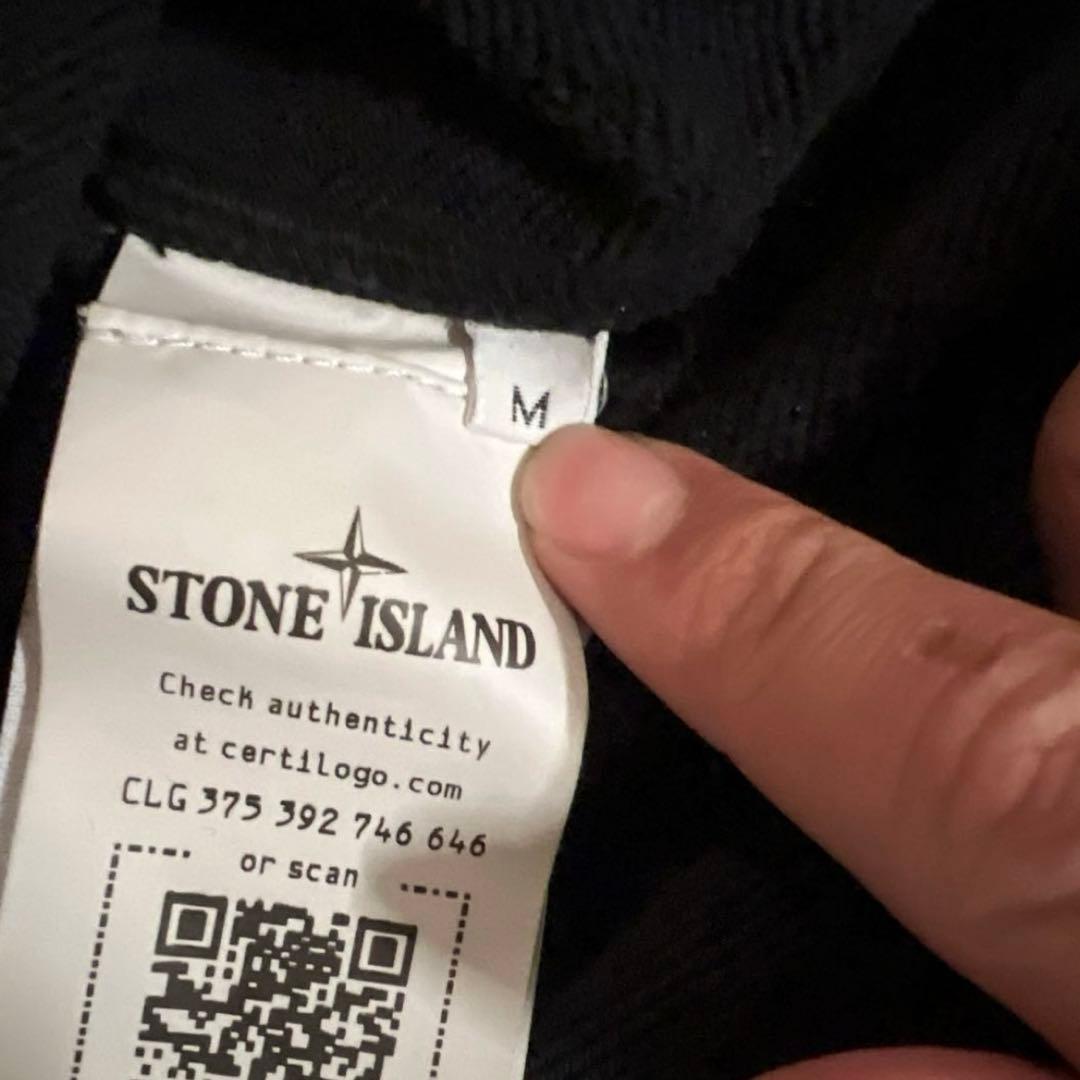 M
STONE ISLAND
Check authenticity
at certilogo.com
CLG 375 392 746 646
or scan